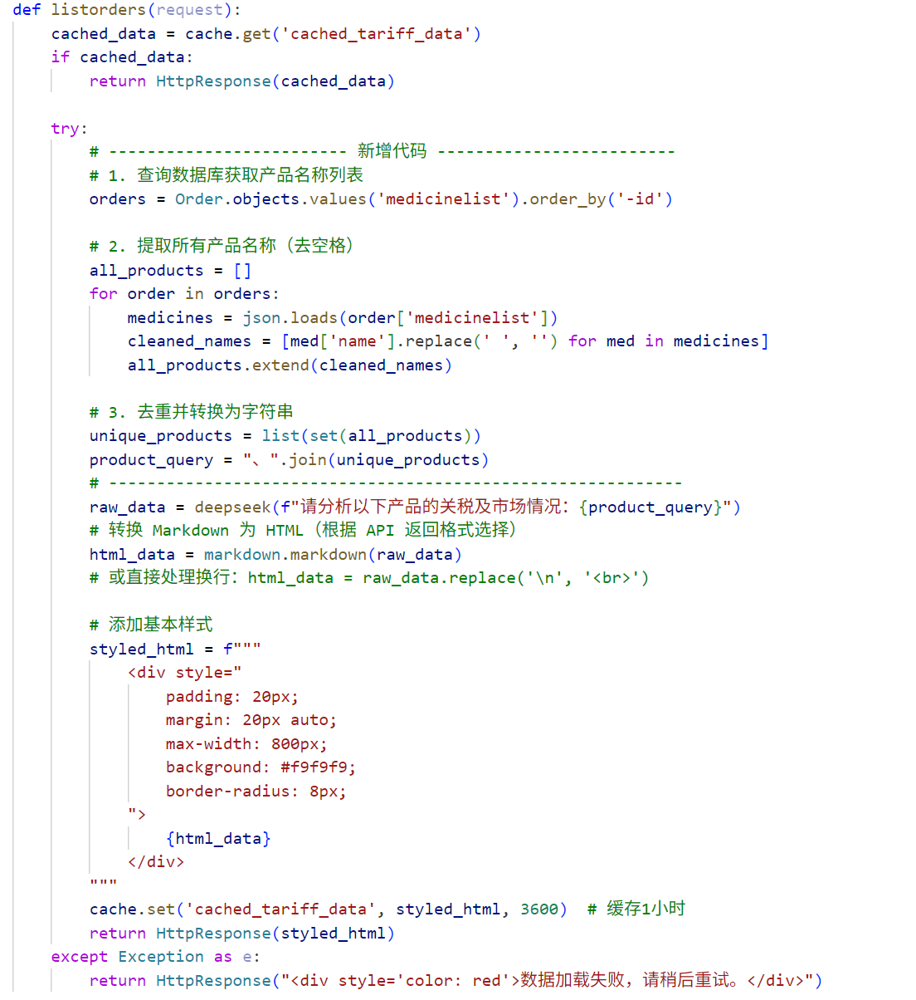 def listorders(request):
    cached_data = cache.get('cached_tariff_data')
    if cached_data:
        return HttpResponse(cached_data)

    try:
        # ------------------------- 新增代码 -------------------------
        # 1. 查询数据库获取产品名称列表
        orders = Order.objects.values('medicinelist').order_by('-id')

        # 2. 提取所有产品名称（去空格）
        all_products = []
        for order in orders:
            medicines = json.loads(order['medicinelist'])
            cleaned_names = [med['name'].replace(' ', '') for med in medicines]
            all_products.extend(cleaned_names)

        # 3. 去重并转换为字符串
        unique_products = list(set(all_products))
        product_query = "、".join(unique_products)
        # ------------------------------------------------------------
        raw_data = deepseek(f"请分析以下产品的关税及市场情况：{product_query}")
        # 转换 Markdown 为 HTML（根据 API 返回格式选择）
        html_data = markdown.markdown(raw_data)
        # 或直接处理换行：html_data = raw_data.replace('\n', '<br>')

        # 添加基本样式
        styled_html = f"""
            <div style="
                padding: 20px;
                margin: 20px auto;
                max-width: 800px;
                background: #f9f9f9;
                border-radius: 8px;
            ">
                {html_data}
            </div>
        """
        cache.set('cached_tariff_data', styled_html, 3600)  # 缓存1小时
        return HttpResponse(styled_html)
    except Exception as e:
        return HttpResponse("<div style='color: red'>数据加载失败，请稍后重试。</div>")